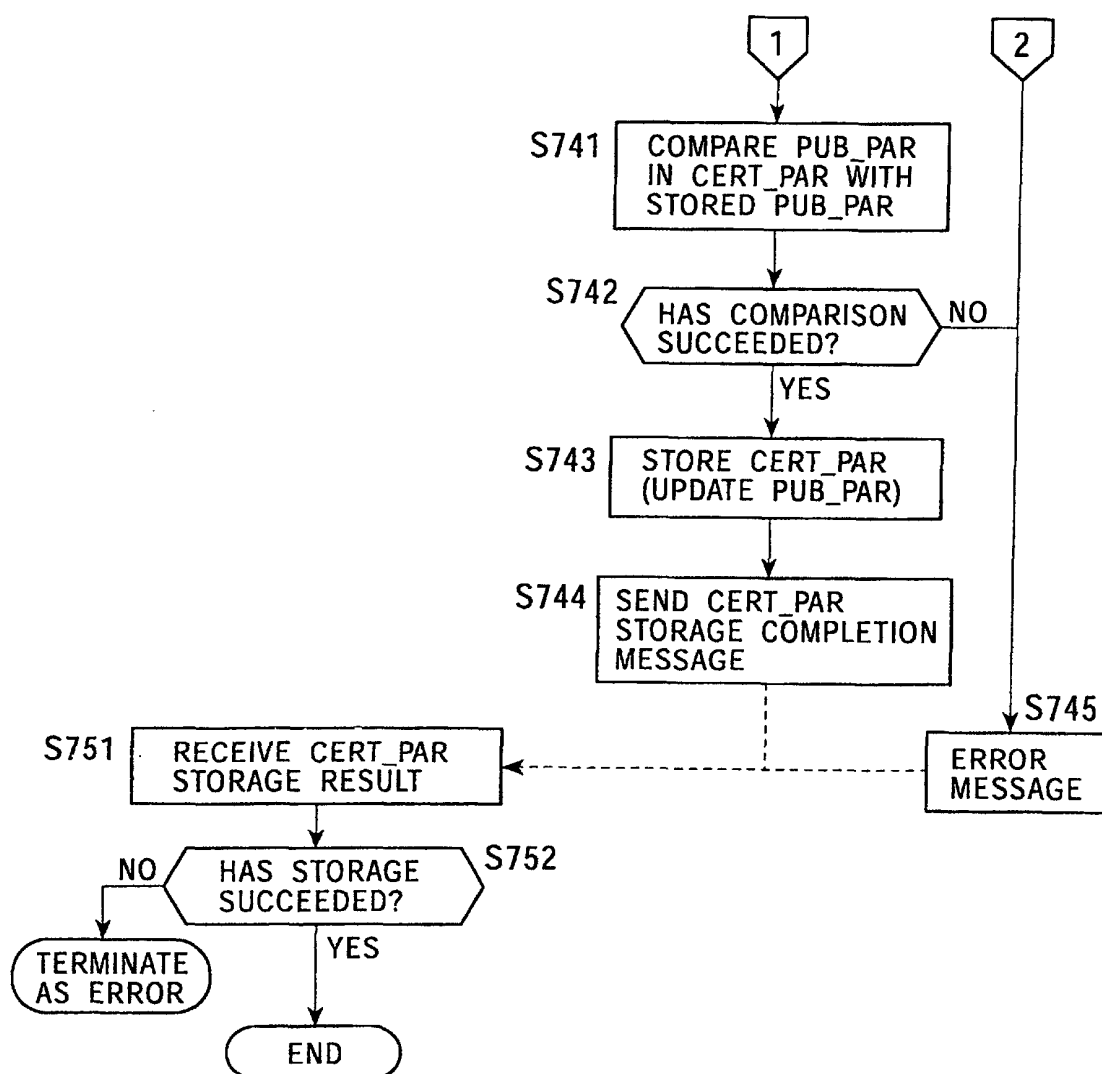 1
2
S741
COMPARE PUB_PAR
IN CERT_PAR WITH
STORED PUB_PAR
S742
HAS COMPARISON
SUCCEEDED?
NO
YES
S743
STORE CERT_PAR
(UPDATE PUB_PAR)
S744
SEND CERT_PAR
STORAGE COMPLETION
MESSAGE
S745
ERROR
MESSAGE
S751
RECEIVE CERT_PAR
STORAGE RESULT
S752
HAS STORAGE
SUCCEEDED?
NO
YES
TERMINATE
AS ERROR
END